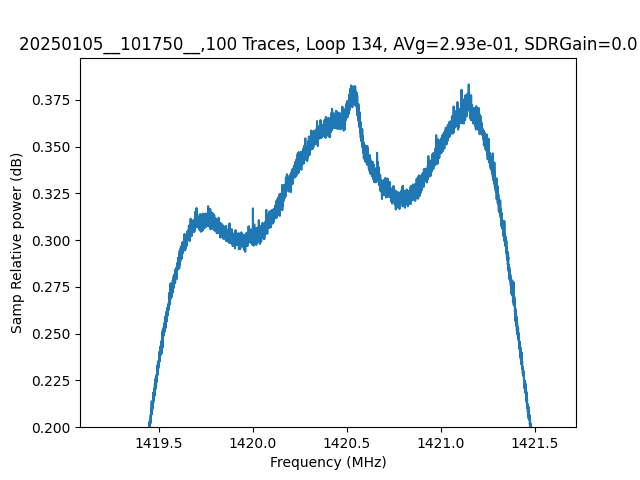 20250105__101750__,100 Traces, Loop 134, AVg=2.93e-01, SDRGain=0.0
Samp Relative power (dB)
0.375
0.350
0.325
0.300
0.275
0.250
0.225
0.200
1419.5 1420.0 1420.5 1421.0 1421.5
Frequency (MHz)